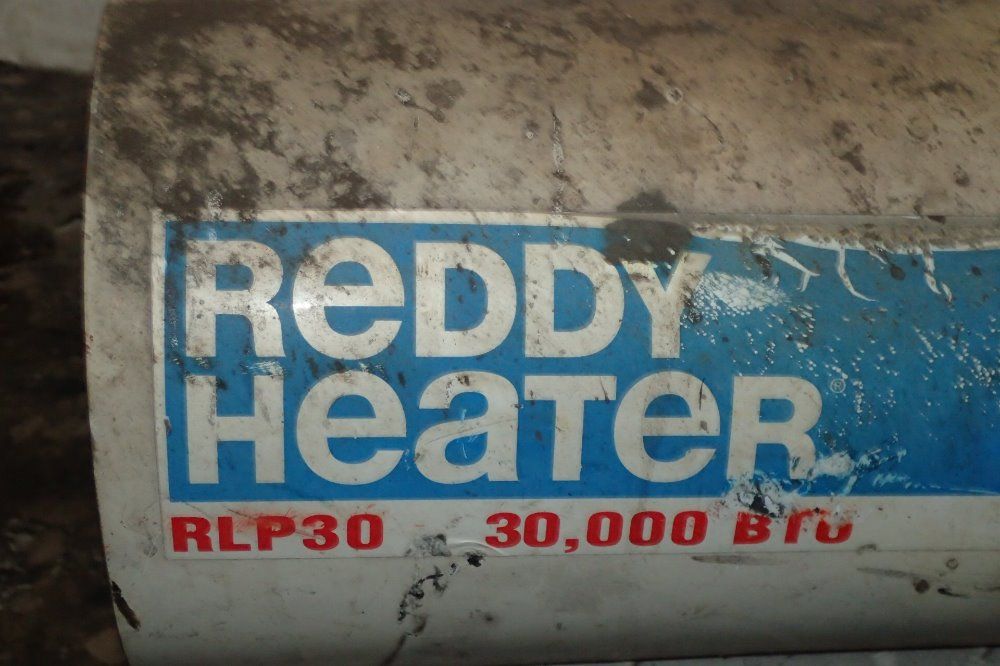 ReDDY
HeaTeR®
RLP30 30,000 BTU